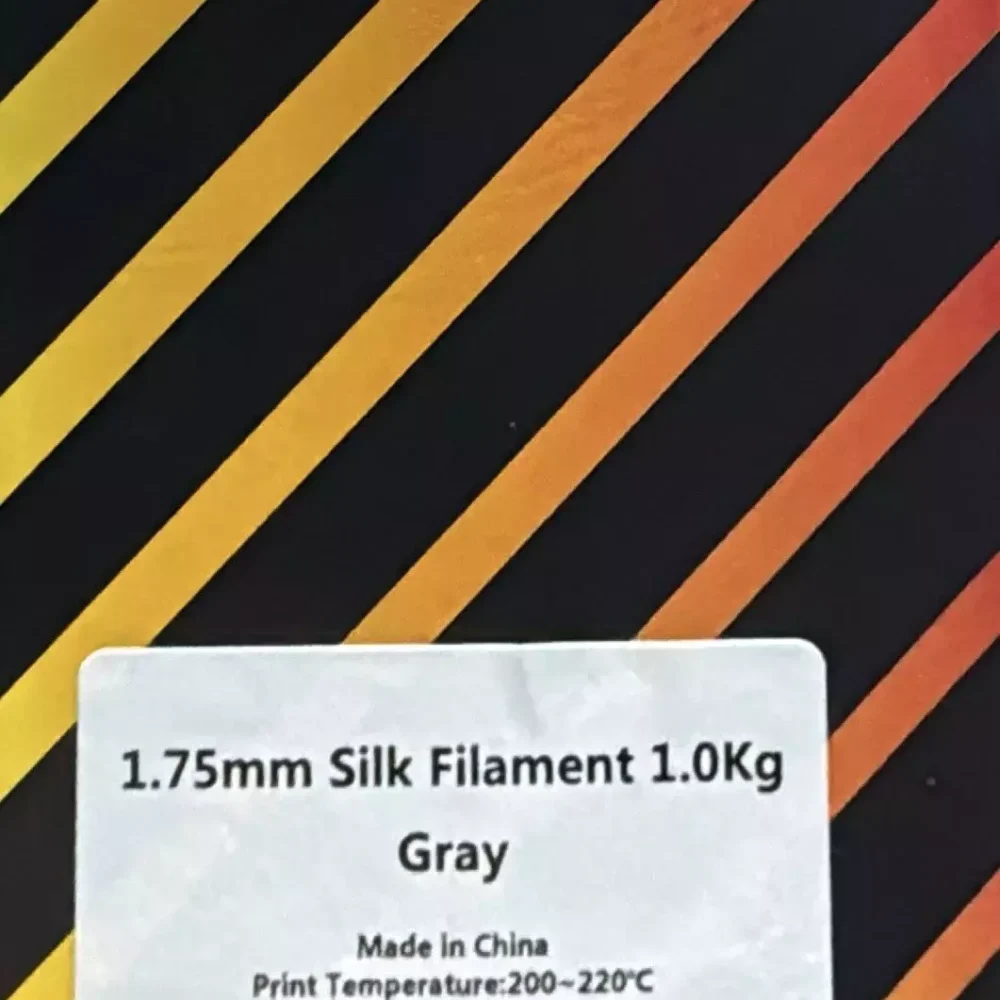 1.75mm Silk Filament 1.0Kg
Gray
Made in China
Print Temperature:200~220℃